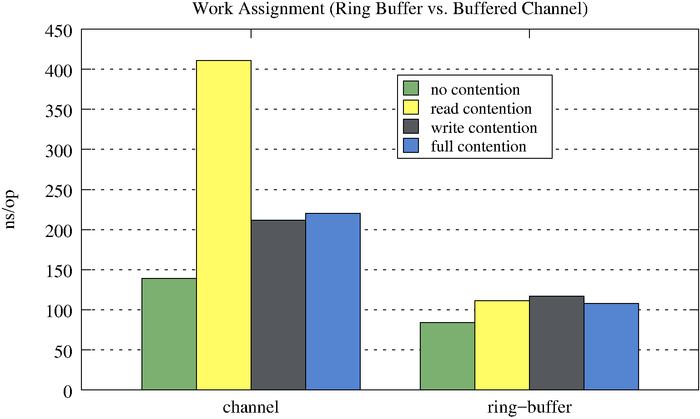 Work Assignment (Ring Buffer vs. Buffered Channel)
450
400
350
300
250
200
150
100
50
0
ns/op
no contention
read contention
write contention
full contention
channel
ring−buffer